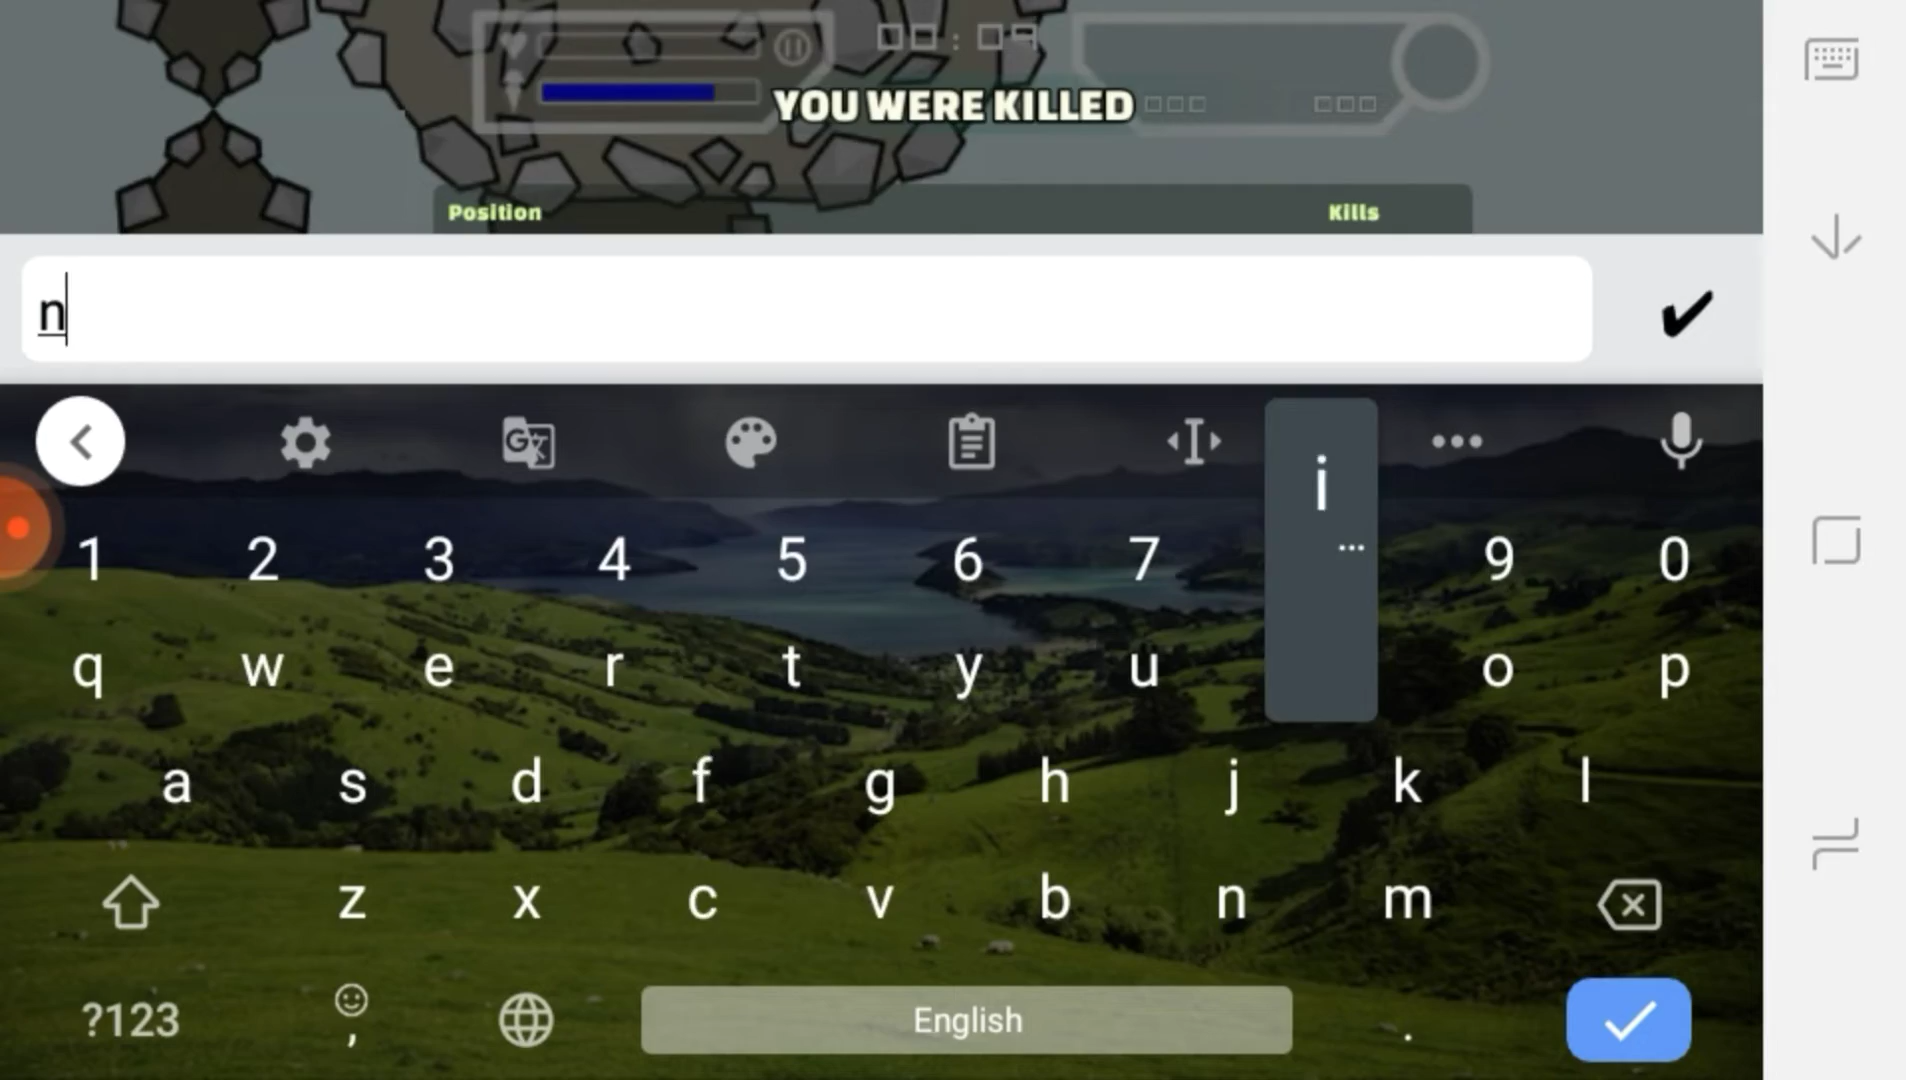 YOU WERE KILLED
Position Kills
n
i
1 2 3 4 5 6 7 9 0
q w e r t y u o p
a s d f g h j k l
z x c v b n m
?123 , English .